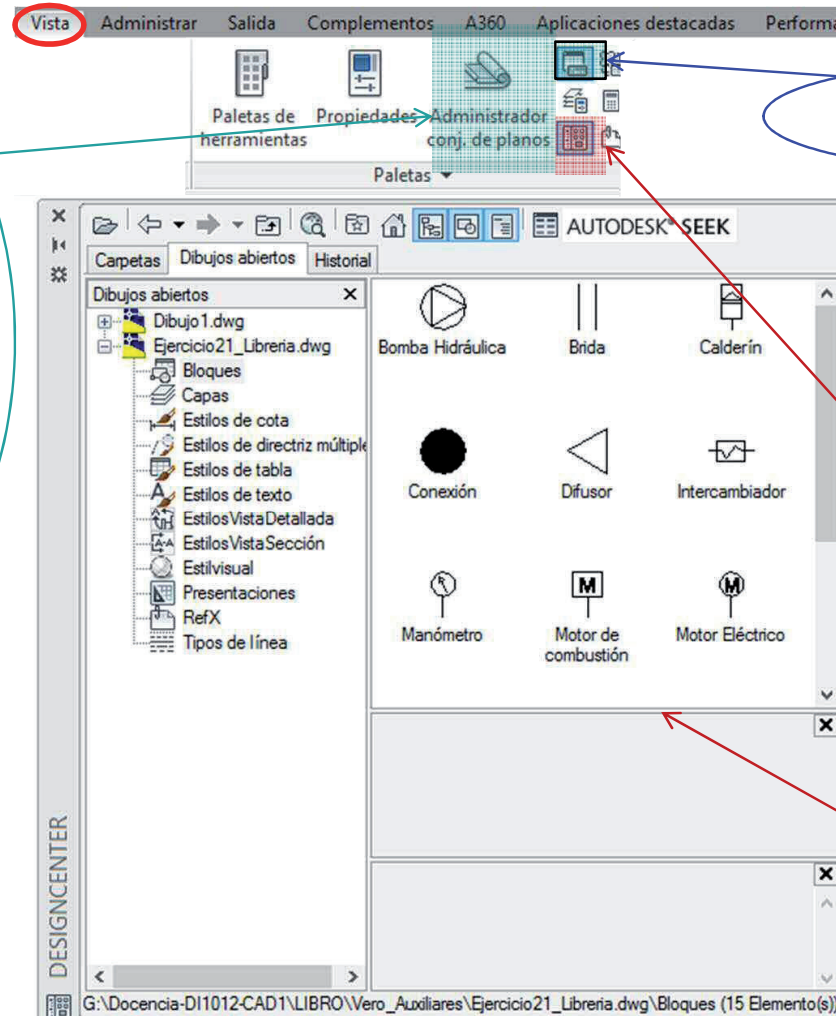 Vista Administrar Salida Complementos A360 Aplicaciones destacadas Performa
Paletas de herramientas
Propiedades
Administrador conj. de planos
Paletas
AUTODESK® SEEK
Carpetas Dibujos abiertos Historial
Dibujos abiertos
Dibujo1.dwg
Ejercicio21_Libreria.dwg
Bloques
Capas
Estilos de cota
Estilos de directriz múltiple
Estilos de tabla
Estilos de texto
EstilosVistaDetallada
EstilosVistaSección
Estilvisual
Presentaciones
RefX
Tipos de línea
Bomba Hidráulica Brida Calderín
Conexión Difusor Intercambiador
M M
Manómetro Motor de combustión Motor Eléctrico
DESIGNCENTER
G:\Docencia-DI1012-CAD1\LIBRO\Vero_Auxiliares\Ejercicio21_Libreria.dwg\Bloques (15 Elemento(s))